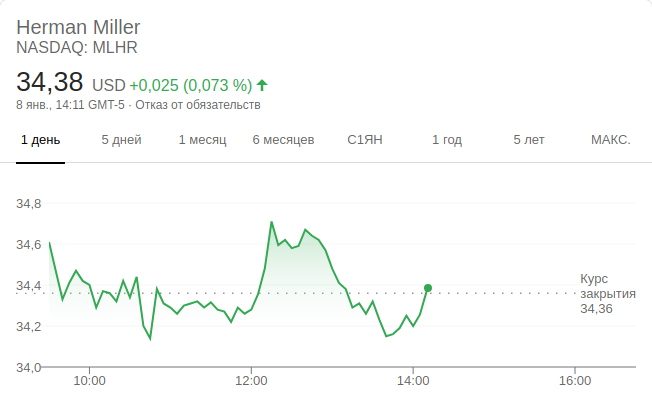 Herman Miller
NASDAQ: MLHR
34,38 USD +0,025 (0,073 %)
8 янв., 14:11 GMT-5 · Отказ от обязательств
1 день 5 дней 1 месяц 6 месяцев С1ЯН 1 год 5 лет МАКС.
34,8
34,6
34,4
34,2
34,0
Курс
закрытия
34,36
10:00 12:00 14:00 16:00